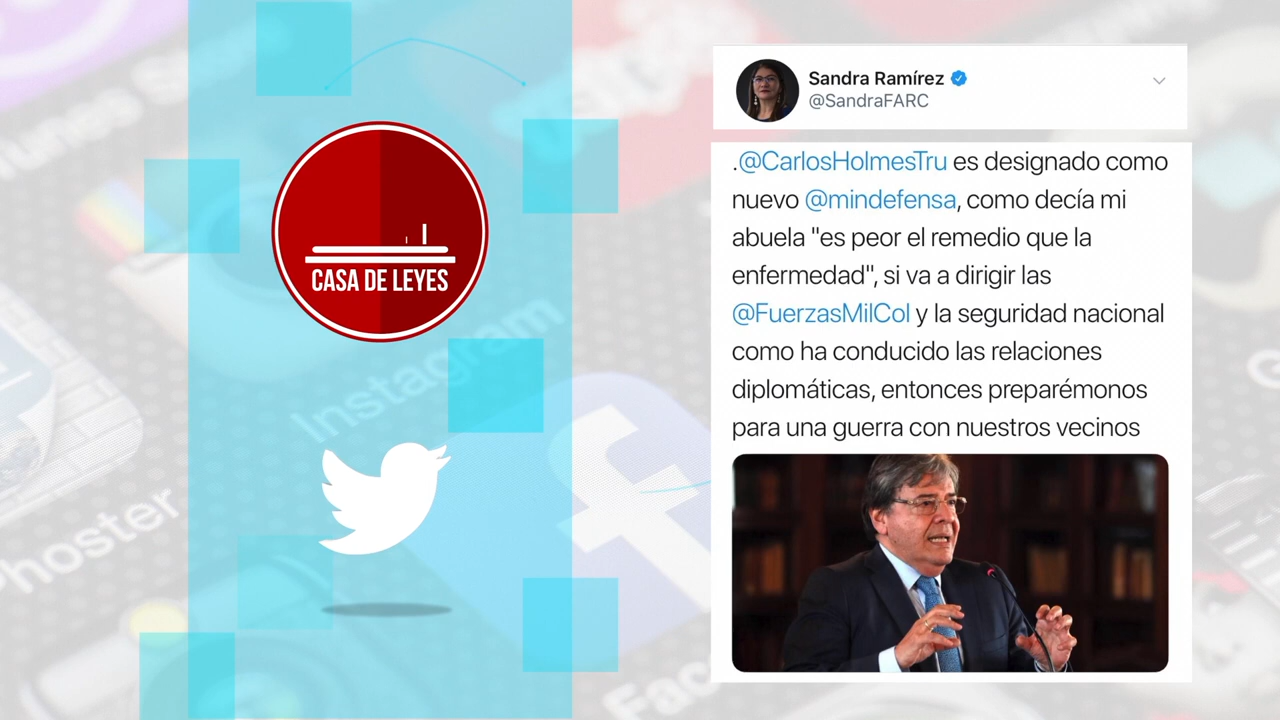 CASA DE LEYES
Instagram
Phoster
Sandra Ramírez
@SandraFARC
.@CarlosHolmesTru es designado como
nuevo @mindefensa, como decía mi
abuela "es peor el remedio que la
enfermedad", si va a dirigir las
@FuerzasMilCol y la seguridad nacional
como ha conducido las relaciones
diplomáticas, entonces preparémonos
para una guerra con nuestros vecinos